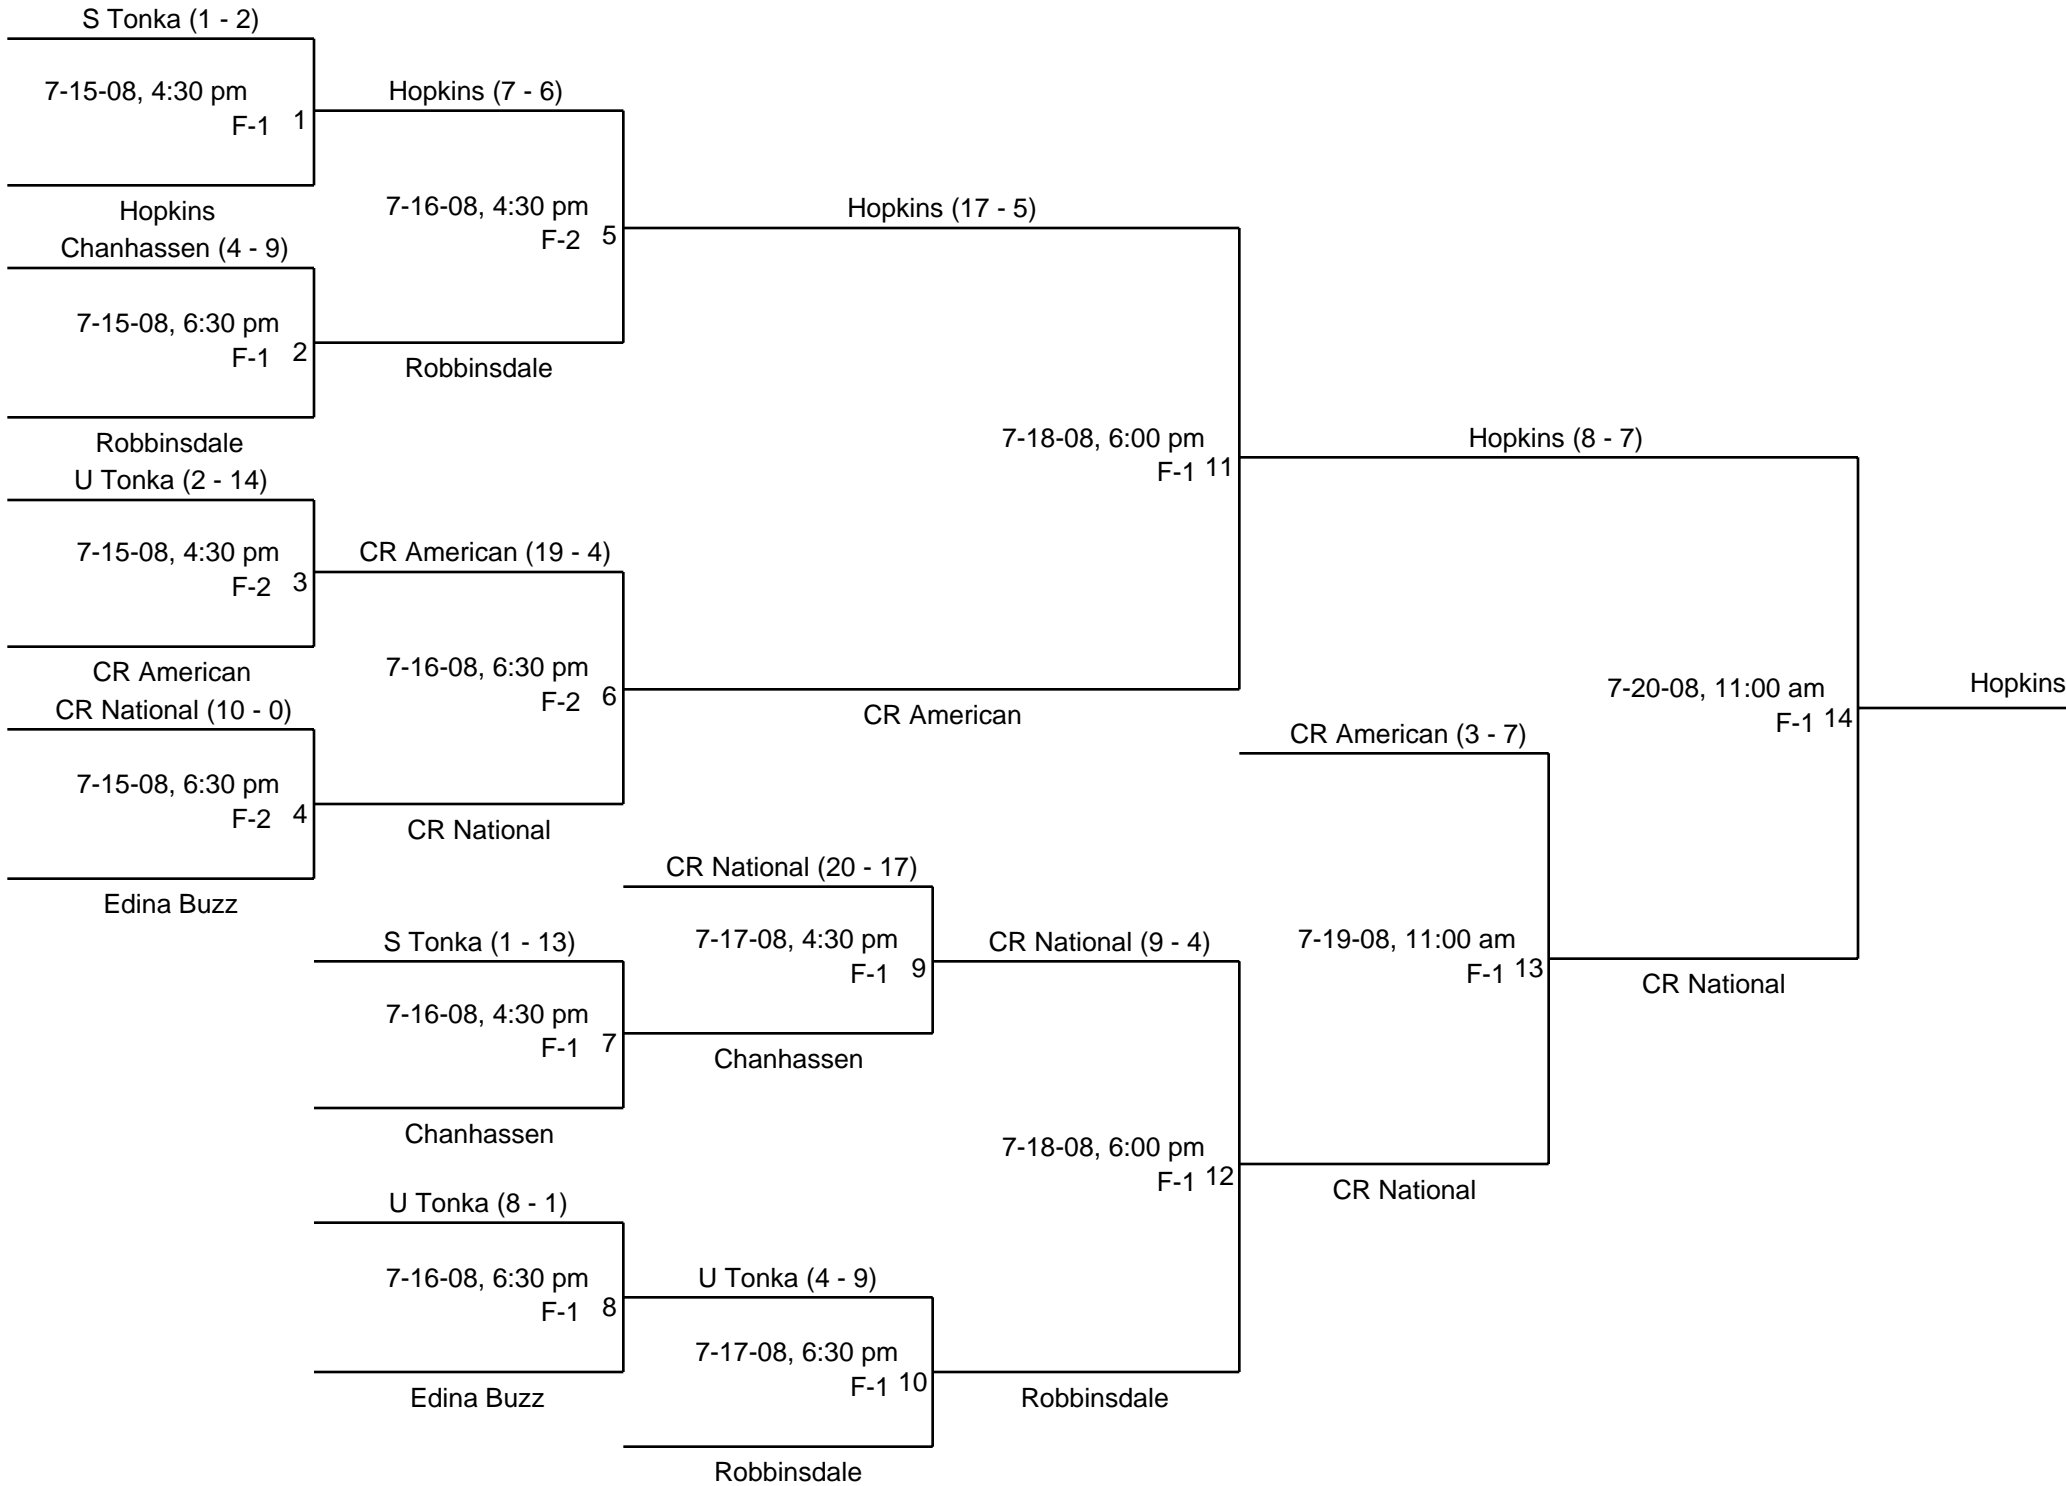 S Tonka (1 - 2)
7-15-08, 4:30 pm
F-1 1
Hopkins
Chanhassen (4 - 9)
7-15-08, 6:30 pm
F-1 2
Robbinsdale
U Tonka (2 - 14)
7-15-08, 4:30 pm
F-2 3
CR American
CR National (10 - 0)
7-15-08, 6:30 pm
F-2 4
Edina Buzz
Hopkins (7 - 6)
7-16-08, 4:30 pm
F-2 5
Robbinsdale
CR American (19 - 4)
7-16-08, 6:30 pm
F-2 6
CR National
S Tonka (1 - 13)
7-16-08, 4:30 pm
F-1 7
Chanhassen
U Tonka (8 - 1)
7-16-08, 6:30 pm
F-1 8
Edina Buzz
CR National (20 - 17)
7-17-08, 4:30 pm
F-1 9
Chanhassen
U Tonka (4 - 9)
7-17-08, 6:30 pm
F-1 10
Robbinsdale
Hopkins (17 - 5)
7-18-08, 6:00 pm
F-1 11
CR American
CR National (9 - 4)
7-18-08, 6:00 pm
F-1 12
Robbinsdale
CR American (3 - 7)
7-19-08, 11:00 am
F-1 13
CR National
Hopkins (8 - 7)
7-20-08, 11:00 am
F-1 14
CR National
Hopkins